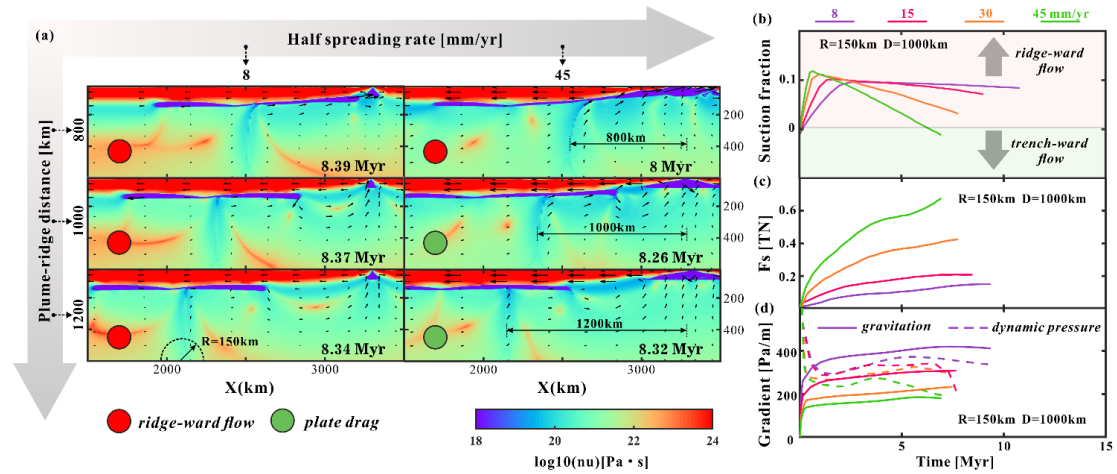 (a)
Half spreading rate [mm/yr]
8
45
Plume-ridge distance [km]
800
1000
1200
8.39 Myr
800km
8 Myr
200
400
8.37 Myr
1000km
8.26 Myr
200
400
R=150km
8.34 Myr
1200km
8.32 Myr
200
400
2000
3000
2000
3000
X(km)
X(km)
ridge-ward flow
plate drag
18
20
22
24
log10(nu)[Pa·s]
(b)
8
15
30
45 mm/yr
R=150km D=1000km
ridge-ward
flow
trench-ward
flow
Suction fraction
0.1
0
(c)
R=150km D=1000km
Fs [TN]
0.6
0.4
0.2
(d)
gravitation
dynamic pressure
Gradient [Pa/m]
400
200
0
R=150km D=1000km
5
10
15
Time [Myr]